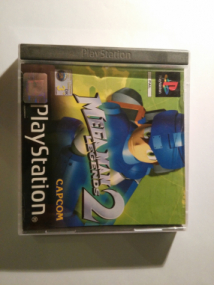 PlayStation
PlayStation
MEGA MAN
LEGENDS
2
CAPCOM